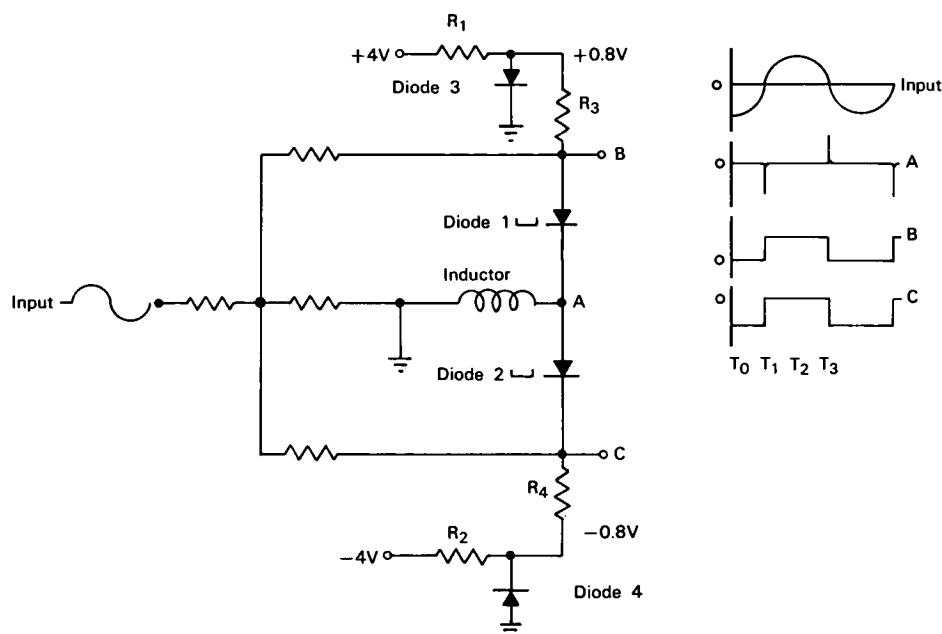 R1
+4V
+0.8V
Diode 3
R3
B
Diode 1
Inductor
Input
A
Diode 2
C
R4
R2
−0.8V
−4V
Diode 4
O
Input
O
A
O
B
O
C
T0 T1 T2 T3